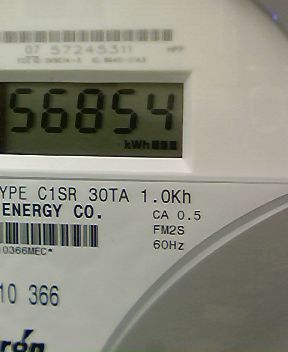 07 57245311
56854
kWh
YPE C1SR 30TA 1.0Kh
ENERGY CO.
CA 0.5
FM2S
60Hz
0366MEC*
10 366
rón